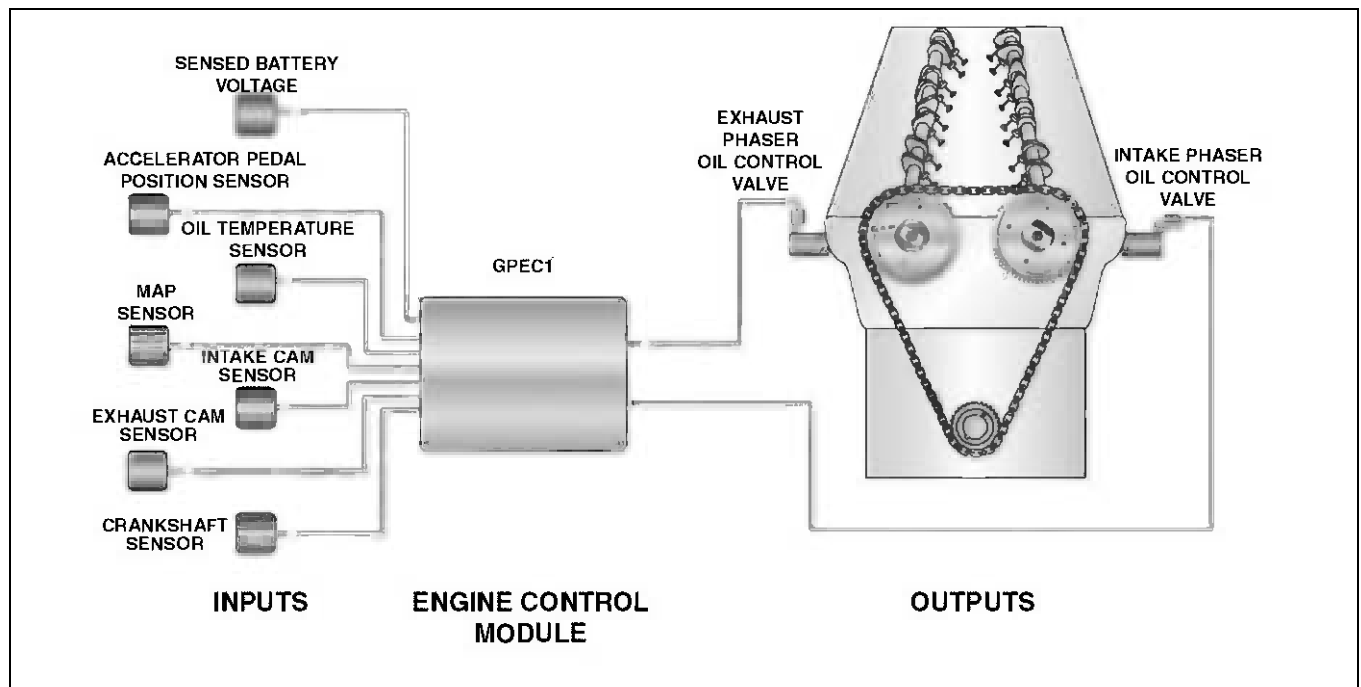 SENSED BATTERY
VOLTAGE
ACCELERATOR PEDAL
POSITION SENSOR
OIL TEMPERATURE
SENSOR
MAP
SENSOR
INTAKE CAM
SENSOR
EXHAUST CAM
SENSOR
CRANKSHAFT
SENSOR
GPEC1
EXHAUST
PHASER
OIL CONTROL
VALVE
INTAKE PHASER
OIL CONTROL
VALVE
INPUTS
ENGINE CONTROL
MODULE
OUTPUTS